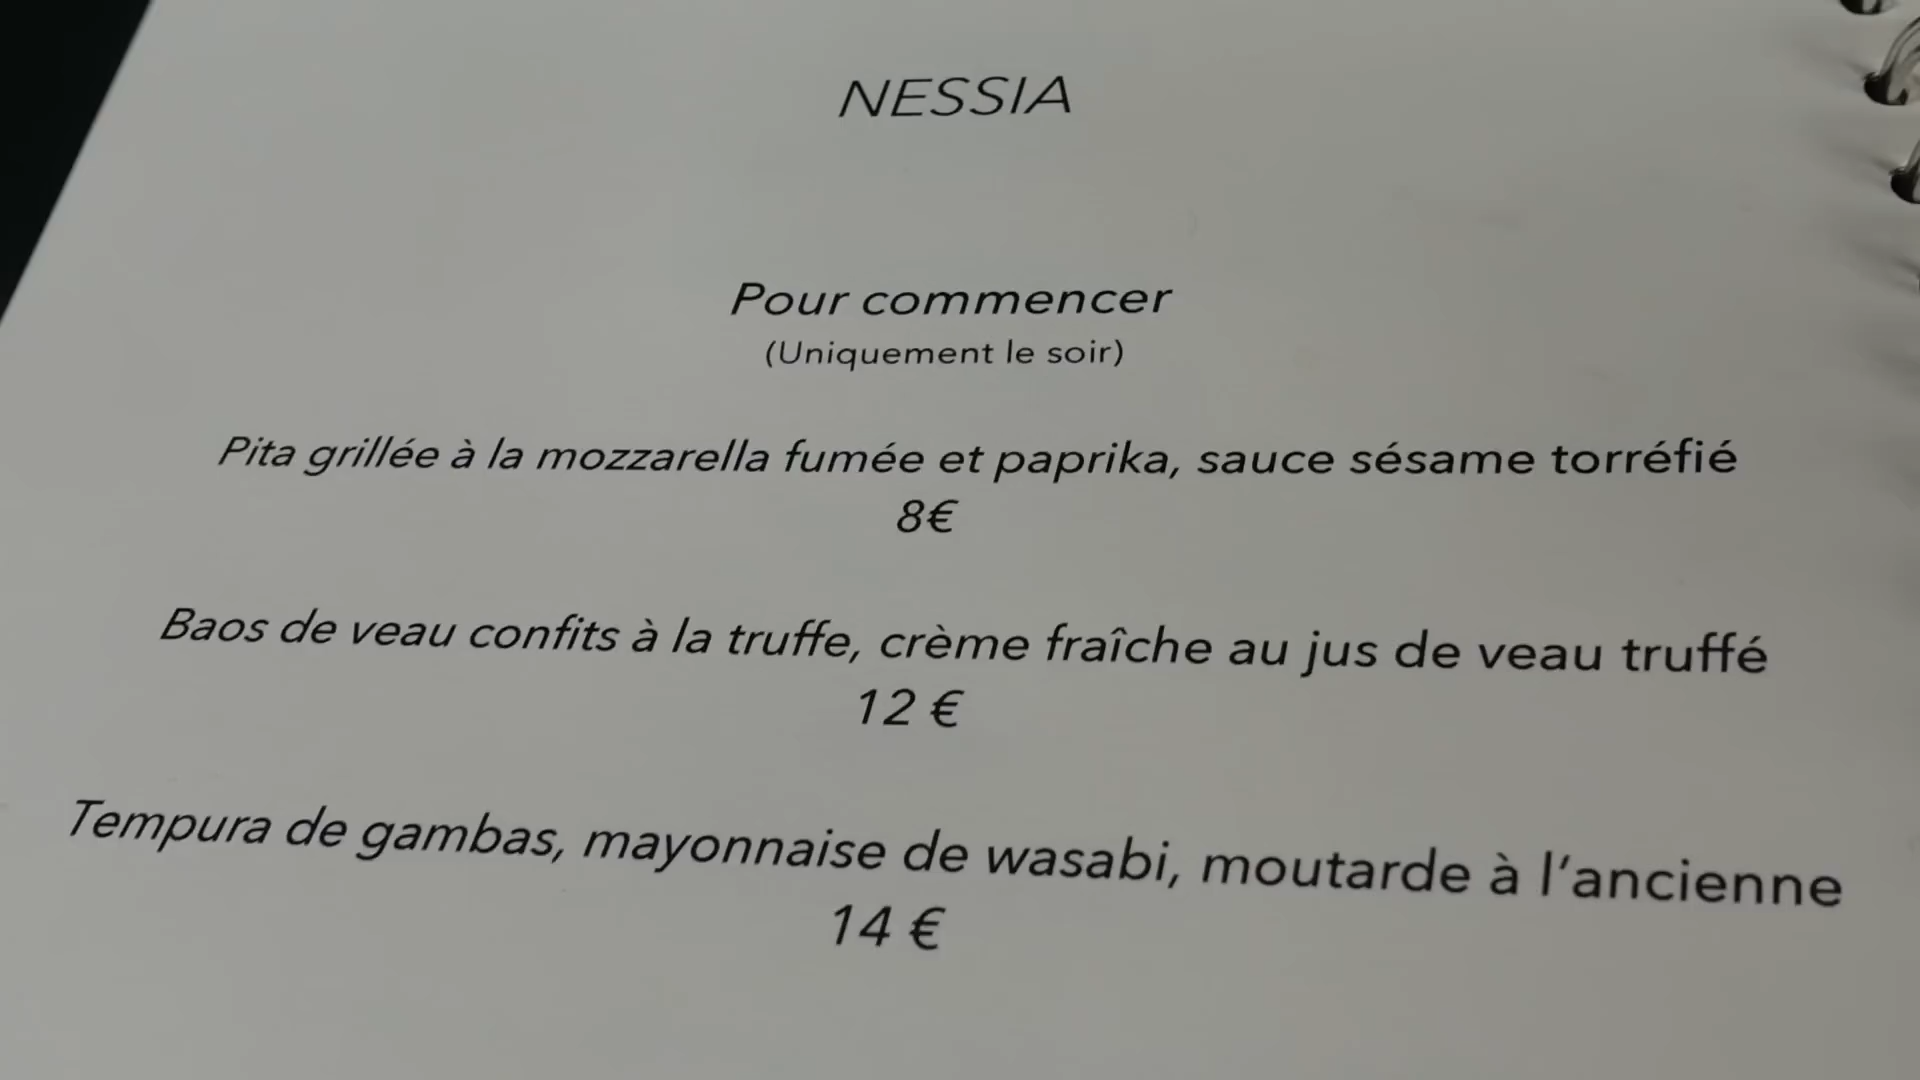 NESSIA
Pour commencer
(Uniquement le soir)
Pita grillée à la mozzarella fumée et paprika, sauce sésame torréfié
8€
Baos de veau confits à la truffe, crème fraîche au jus de veau truffé
12 €
Tempura de gambas, mayonnaise de wasabi, moutarde à l'ancienne
14 €